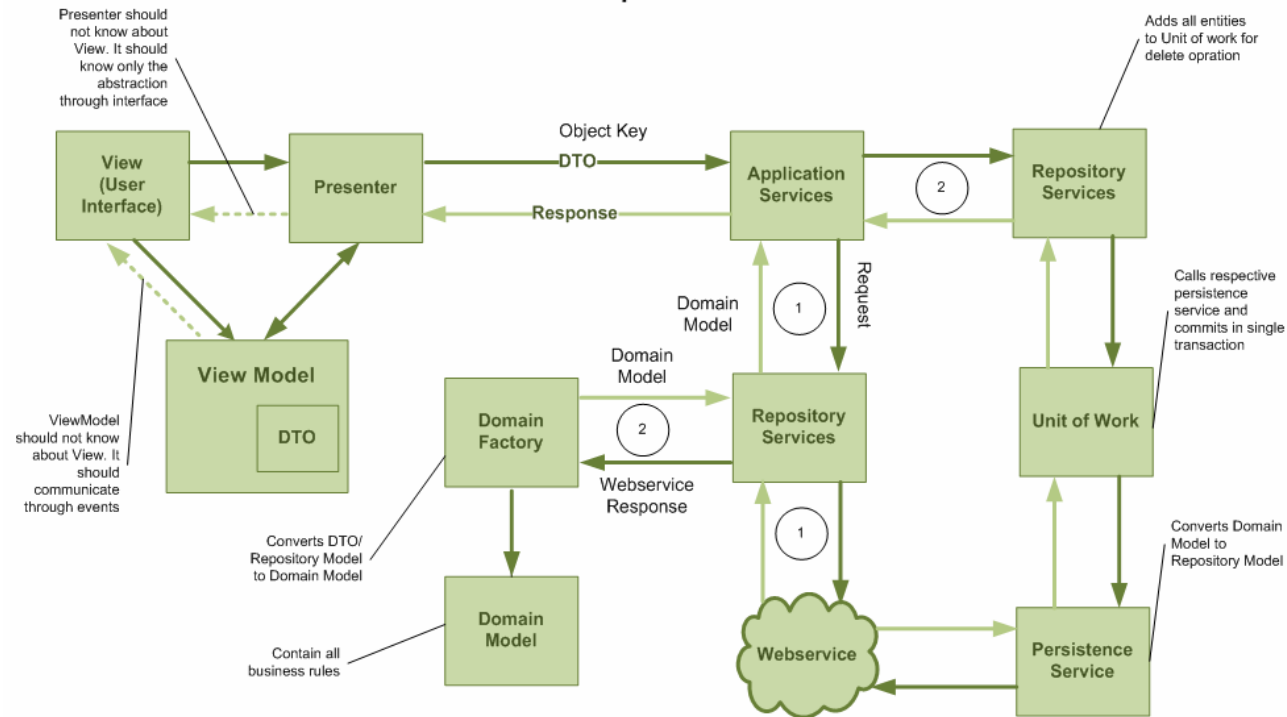 Presenter should
not know about
View. It should
know only the
abstraction
through interface
Adds all entities
to Unit of work for
delete opration
View
(User
Interface)
Presenter
Object Key
DTO
Response
Application
Services
2
Repository
Services
Domain
Model
1
Request
Calls respective
persistence
service and
commits in single
transaction
View Model
DTO
ViewModel
should not know
about View. It
should
communicate
through events
Domain
Model
Domain
Factory
2
Webservice
Response
Repository
Services
Unit of Work
1
Converts DTO/
Repository Model
to Domain Model
Converts Domain
Model to
Repository Model
Domain
Model
Contain all
business rules
Webservice
Persistence
Service